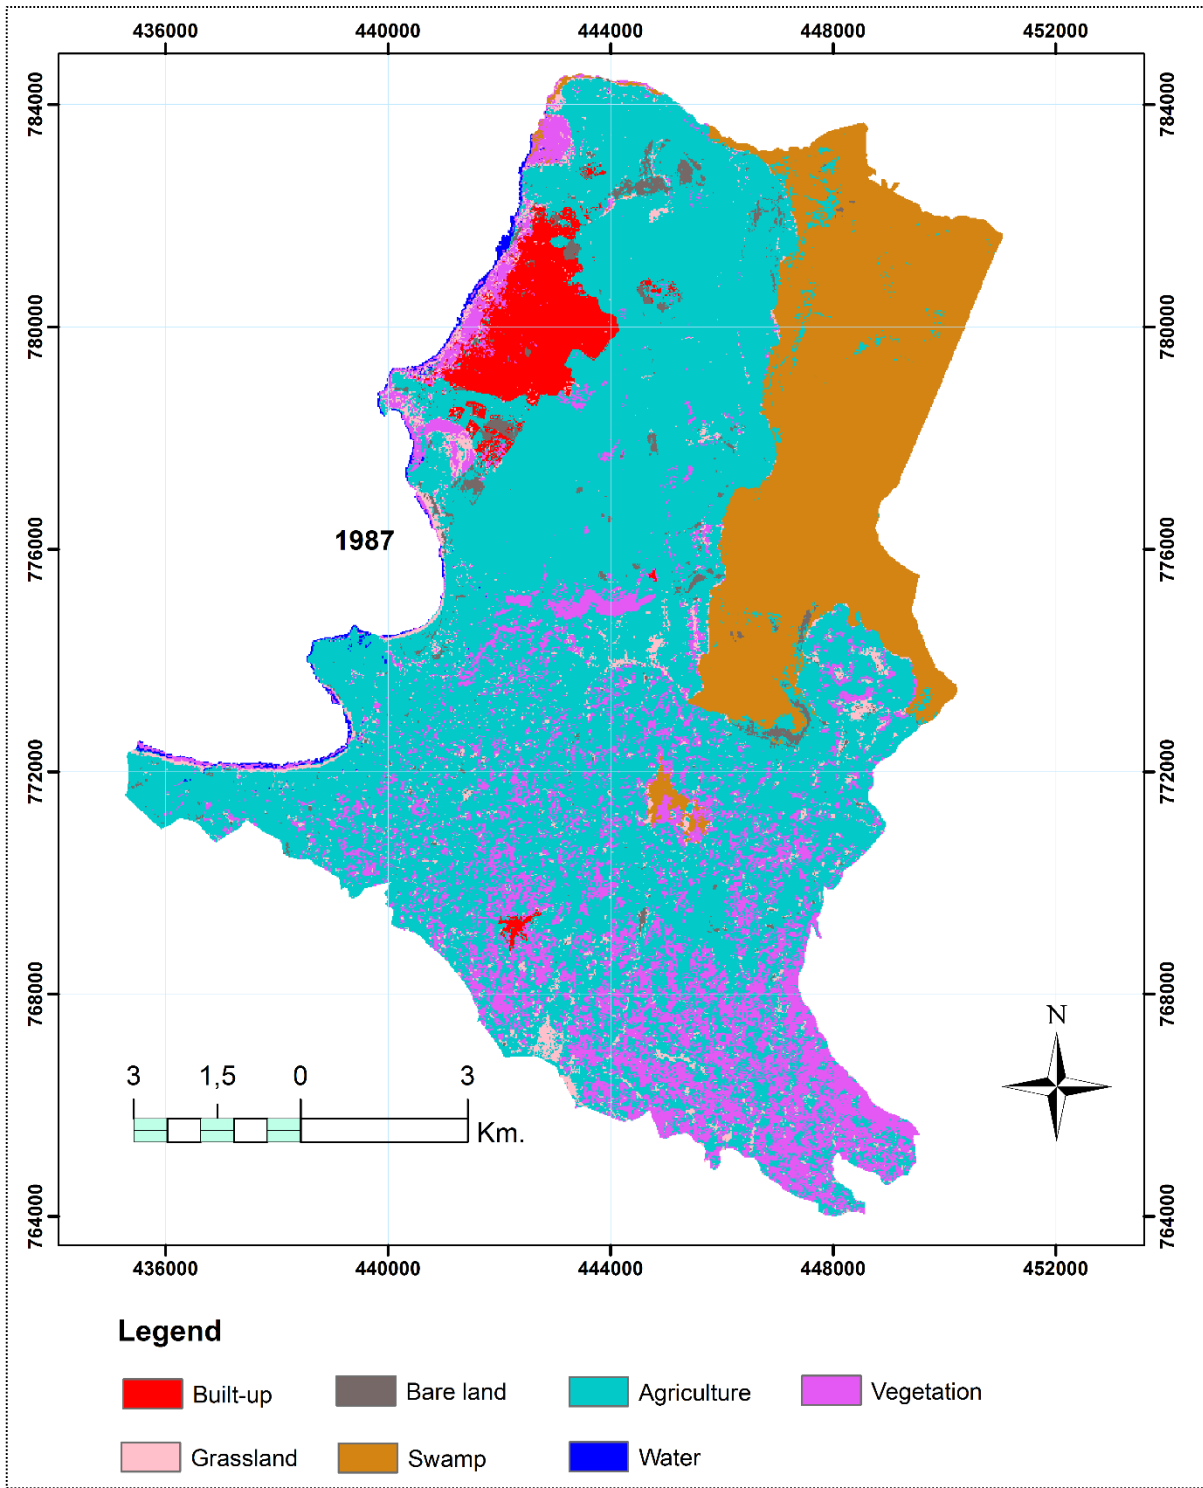 436000 440000 444000 448000 452000
784000 784000
780000 780000
776000 776000
1987
772000 772000
768000 768000
N
3 1,5 0 3
Km.
764000 764000
436000 440000 444000 448000 452000
Legend
Built-up Bare land Agriculture Vegetation
Grassland Swamp Water